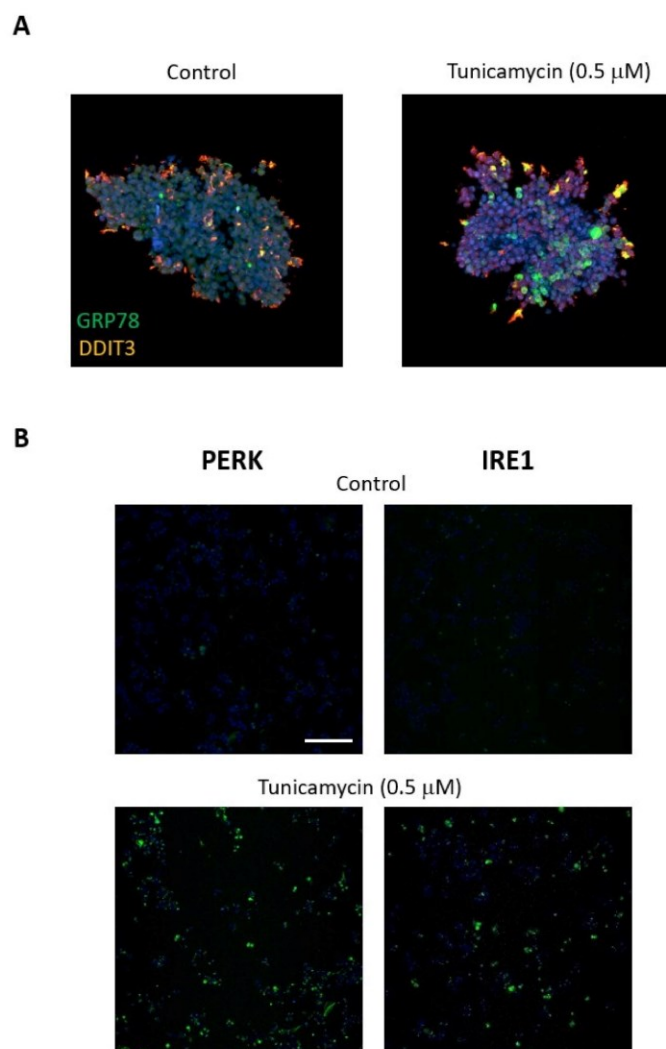 A
Control
Tunicamycin (0.5 μM)
GRP78
DDIT3
B
PERK
IRE1
Control
Tunicamycin (0.5 μM)